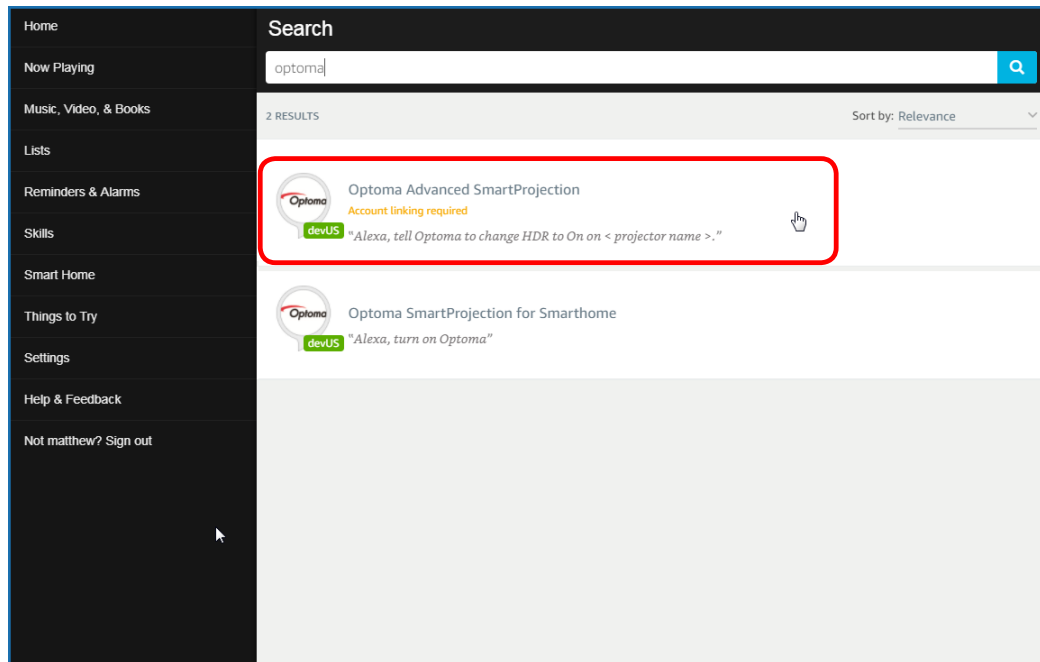 Home
Now Playing
Music, Video, & Books
Lists
Reminders & Alarms
Skills
Smart Home
Things to Try
Settings
Help & Feedback
Not matthew? Sign out
Search
optoma
2 RESULTS
Sort by: Relevance
Optoma
devUS
Optoma Advanced SmartProjection
Account linking required
"Alexa, tell Optoma to change HDR to On on < projector name >."
Optoma
devUS
Optoma SmartProjection for Smarthome
"Alexa, turn on Optoma"